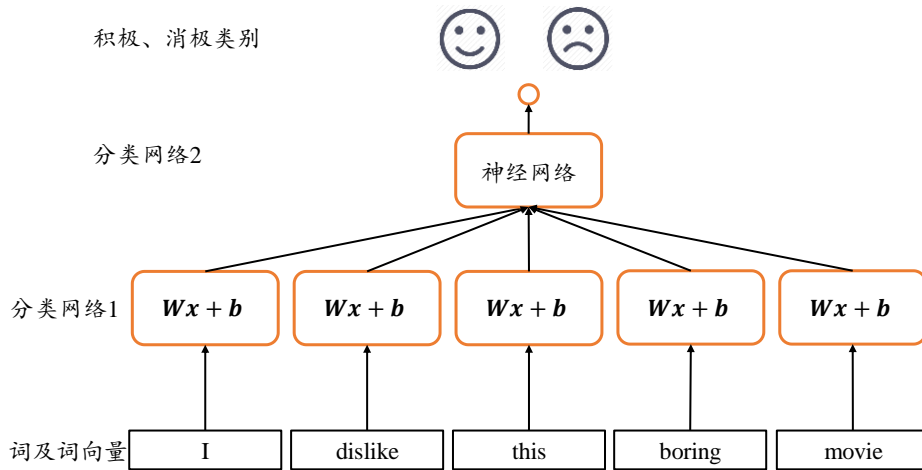 积极、消极类别
分类网络2
神经网络
分类网络1
Wx + b
Wx + b
Wx + b
Wx + b
Wx + b
词及词向量
I
dislike
this
boring
movie